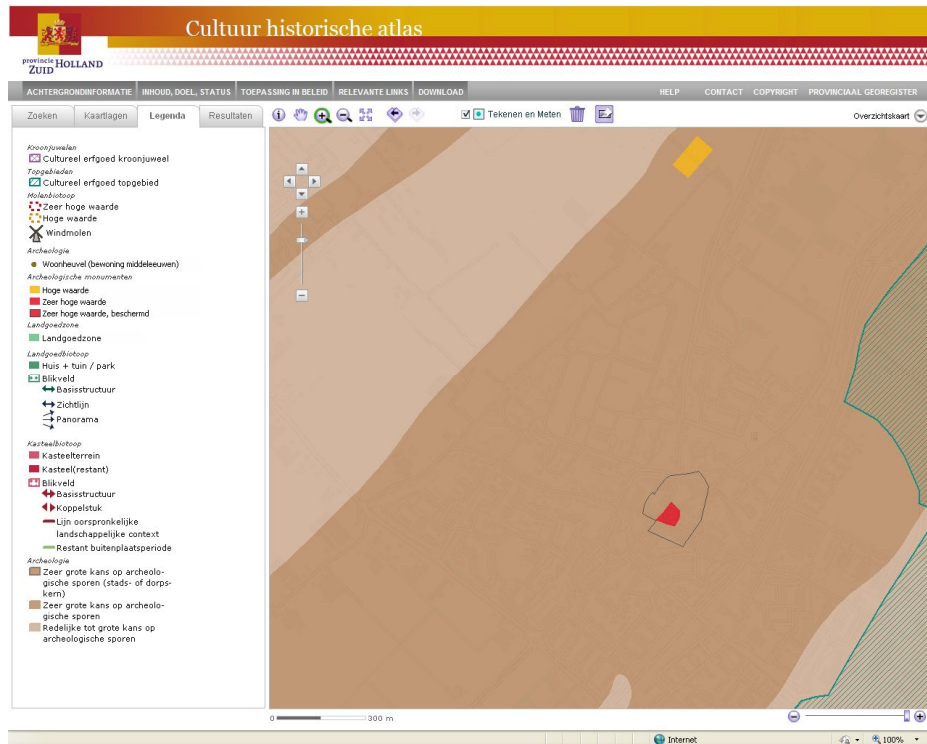 Cultuur historische atlas
provincie HOLLAND
ZUID
ACHTERGRONDINFORMATIE INHOUD, DOEL, STATUS TOEPASSING IN BELEID RELEVANTE LINKS DOWNLOAD HELP CONTACT COPYRIGHT PROVINCIAAL GEOREGISTER
Zoeken Kaartlagen Legenda Resultaten Tekenen en Meten Overzichtskaart
Kroonjuwelen
Cultureel erfgoed kroonjuweel
Topgebieden
Cultureel erfgoed topgebied
Molenbiotoop
Zeer hoge waarde
Hoge waarde
Windmolen
Archeologie
Woonheuvel (bewoning middeleeuwen)
Archeologische monumenten
Hoge waarde
Zeer hoge waarde
Zeer hoge waarde, beschermd
Landgoedzone
Landgoedzone
Landgoedbiotoop
Huis + tuin / park
Blikveld
Basisstructuur
Zichtlijn
Panorama
Kasteelbiotoop
Kasteelterrein
Kasteel(restant)
Blikveld
Basisstructuur
Koppelstuk
Lijn oorspronkelijke
landschappelijke context
Restant buitenplaatsperiode
Archeologie
Zeer grote kans op archeolo-
gische sporen (stads- of dorps-
kern)
Zeer grote kans op archeolo-
gische sporen
Redelijke tot grote kans op
archeologische sporen
0 300 m
Internet 100%